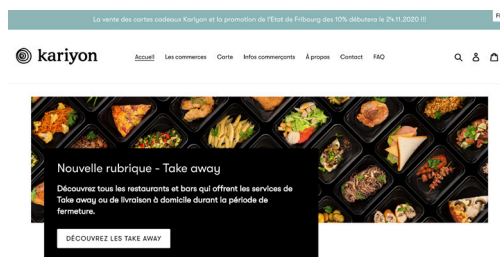 La vente des cartes cadeaux Kariyon et la promotion de l'Etat de Fribourg des 10% débutera le 24.11.2020 !!!
kariyon
Accueil Les commerces Carte Infos commerçants À propos Contact FAQ
Nouvelle rubrique - Take away
Découvrez tous les restaurants et bars qui offrent les services de
Take away ou de livraison à domicile durant la période de
fermeture.
DÉCOUVREZ LES TAKE AWAY